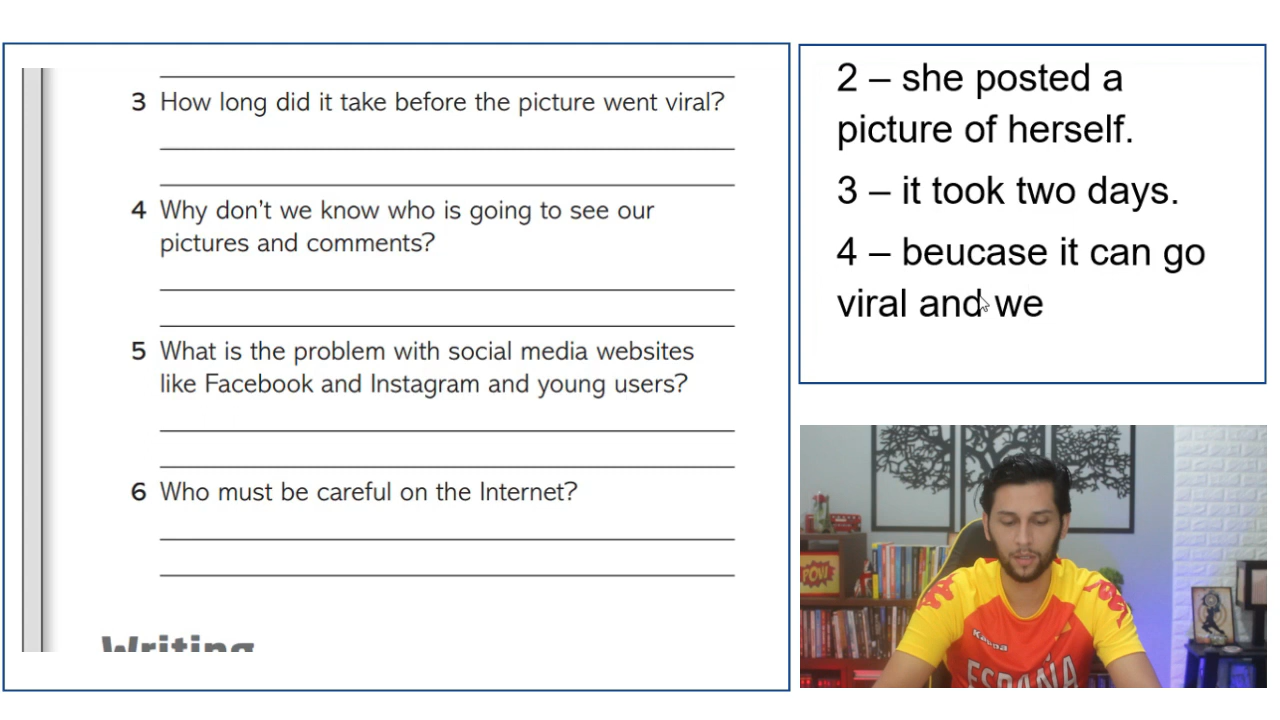 3 How long did it take before the picture went viral?
4 Why don't we know who is going to see our
pictures and comments?
5 What is the problem with social media websites
like Facebook and Instagram and young users?
6 Who must be careful on the Internet?
Writing
2 – she posted a
picture of herself.
3 – it took two days.
4 – beucase it can go
viral and we
POW!
Kappa
ESPAÑA